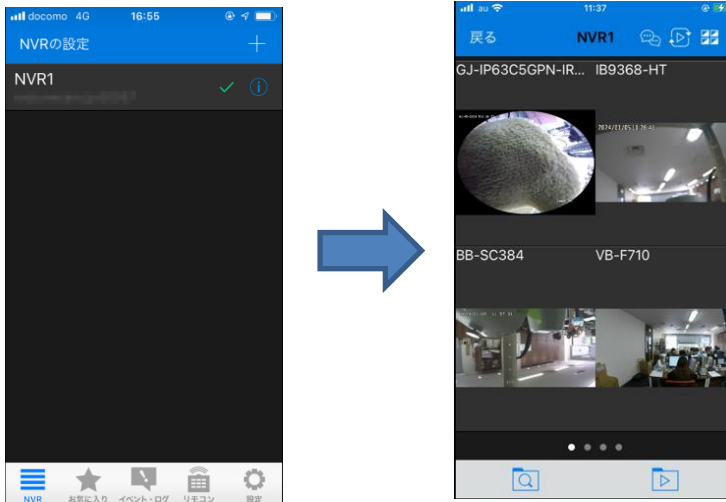 docomo 4G 16:55
NVRの設定
NVR1
NVR
お気に入り
イベント・ログ
リモコン
設定
au 11:37
戻る NVR1
GJ-IP63C5GPN-IR...
IB9368-HT
BB-SC384
VB-F710